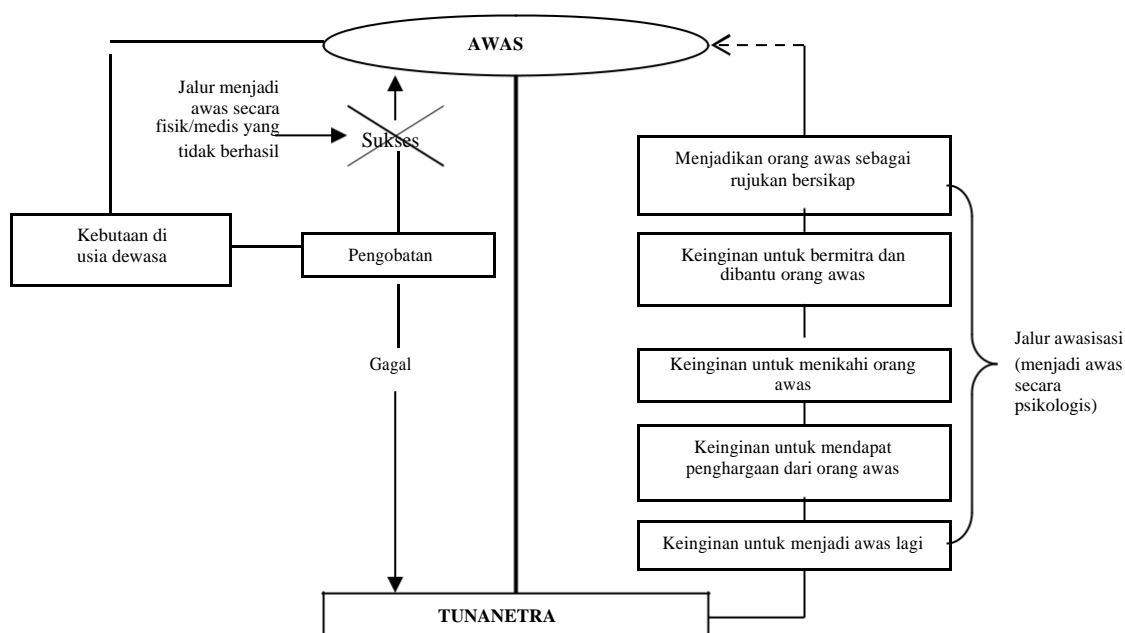 AWAS
Jalur menjadi
awas secara
fisik/medis yang
tidak berhasil
Sukses
Kebutaan di
usia dewasa
Pengobatan
Gagal
TUNANETRA
Menjadikan orang awas sebagai
rujukan bersikap
Keinginan untuk bermitra dan
dibantu orang awas
Keinginan untuk menikahi orang
awas
Keinginan untuk mendapat
penghargaan dari orang awas
Keinginan untuk menjadi awas lagi
Jalur awasisasi
(menjadi awas
secara
psikologis)